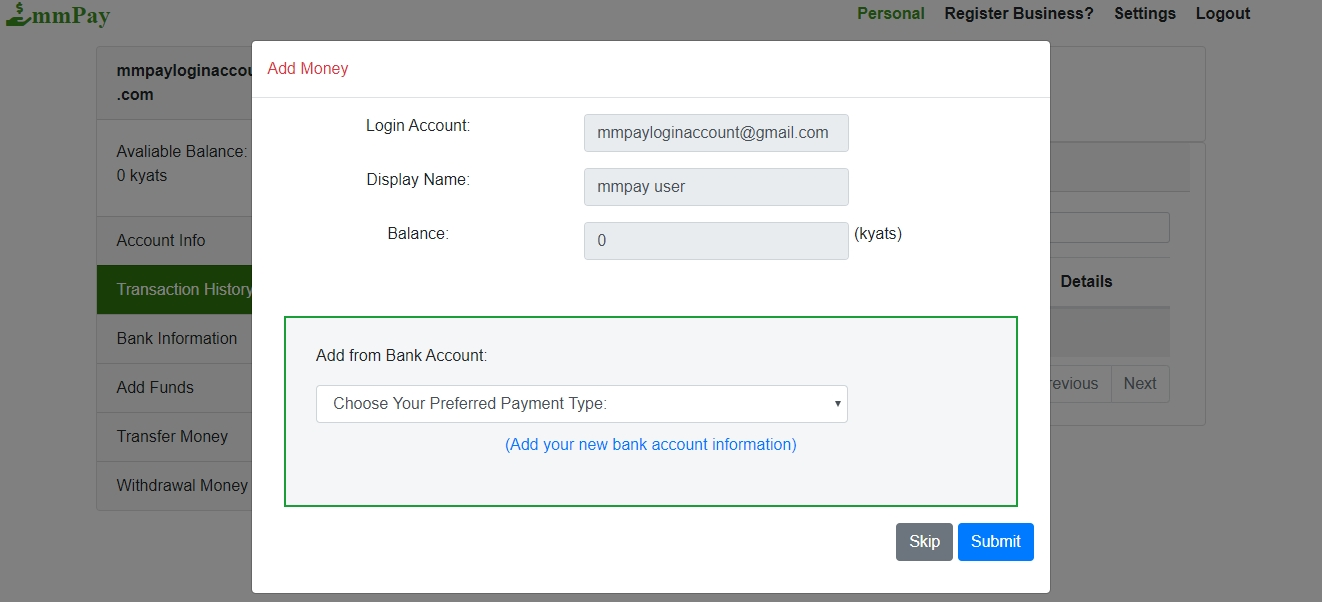 mmPay
Personal Register Business? Settings Logout
mmpayloginaccou
.com
Avaliable Balance:
0 kyats
Account Info
Transaction History
Bank Information
Add Funds
Transfer Money
Withdrawal Money
Add Money
Login Account:
mmpayloginaccount@gmail.com
Display Name:
mmpay user
Balance:
0
(kyats)
Add from Bank Account:
Choose Your Preferred Payment Type:
(Add your new bank account information)
Skip Submit
Details
revious Next